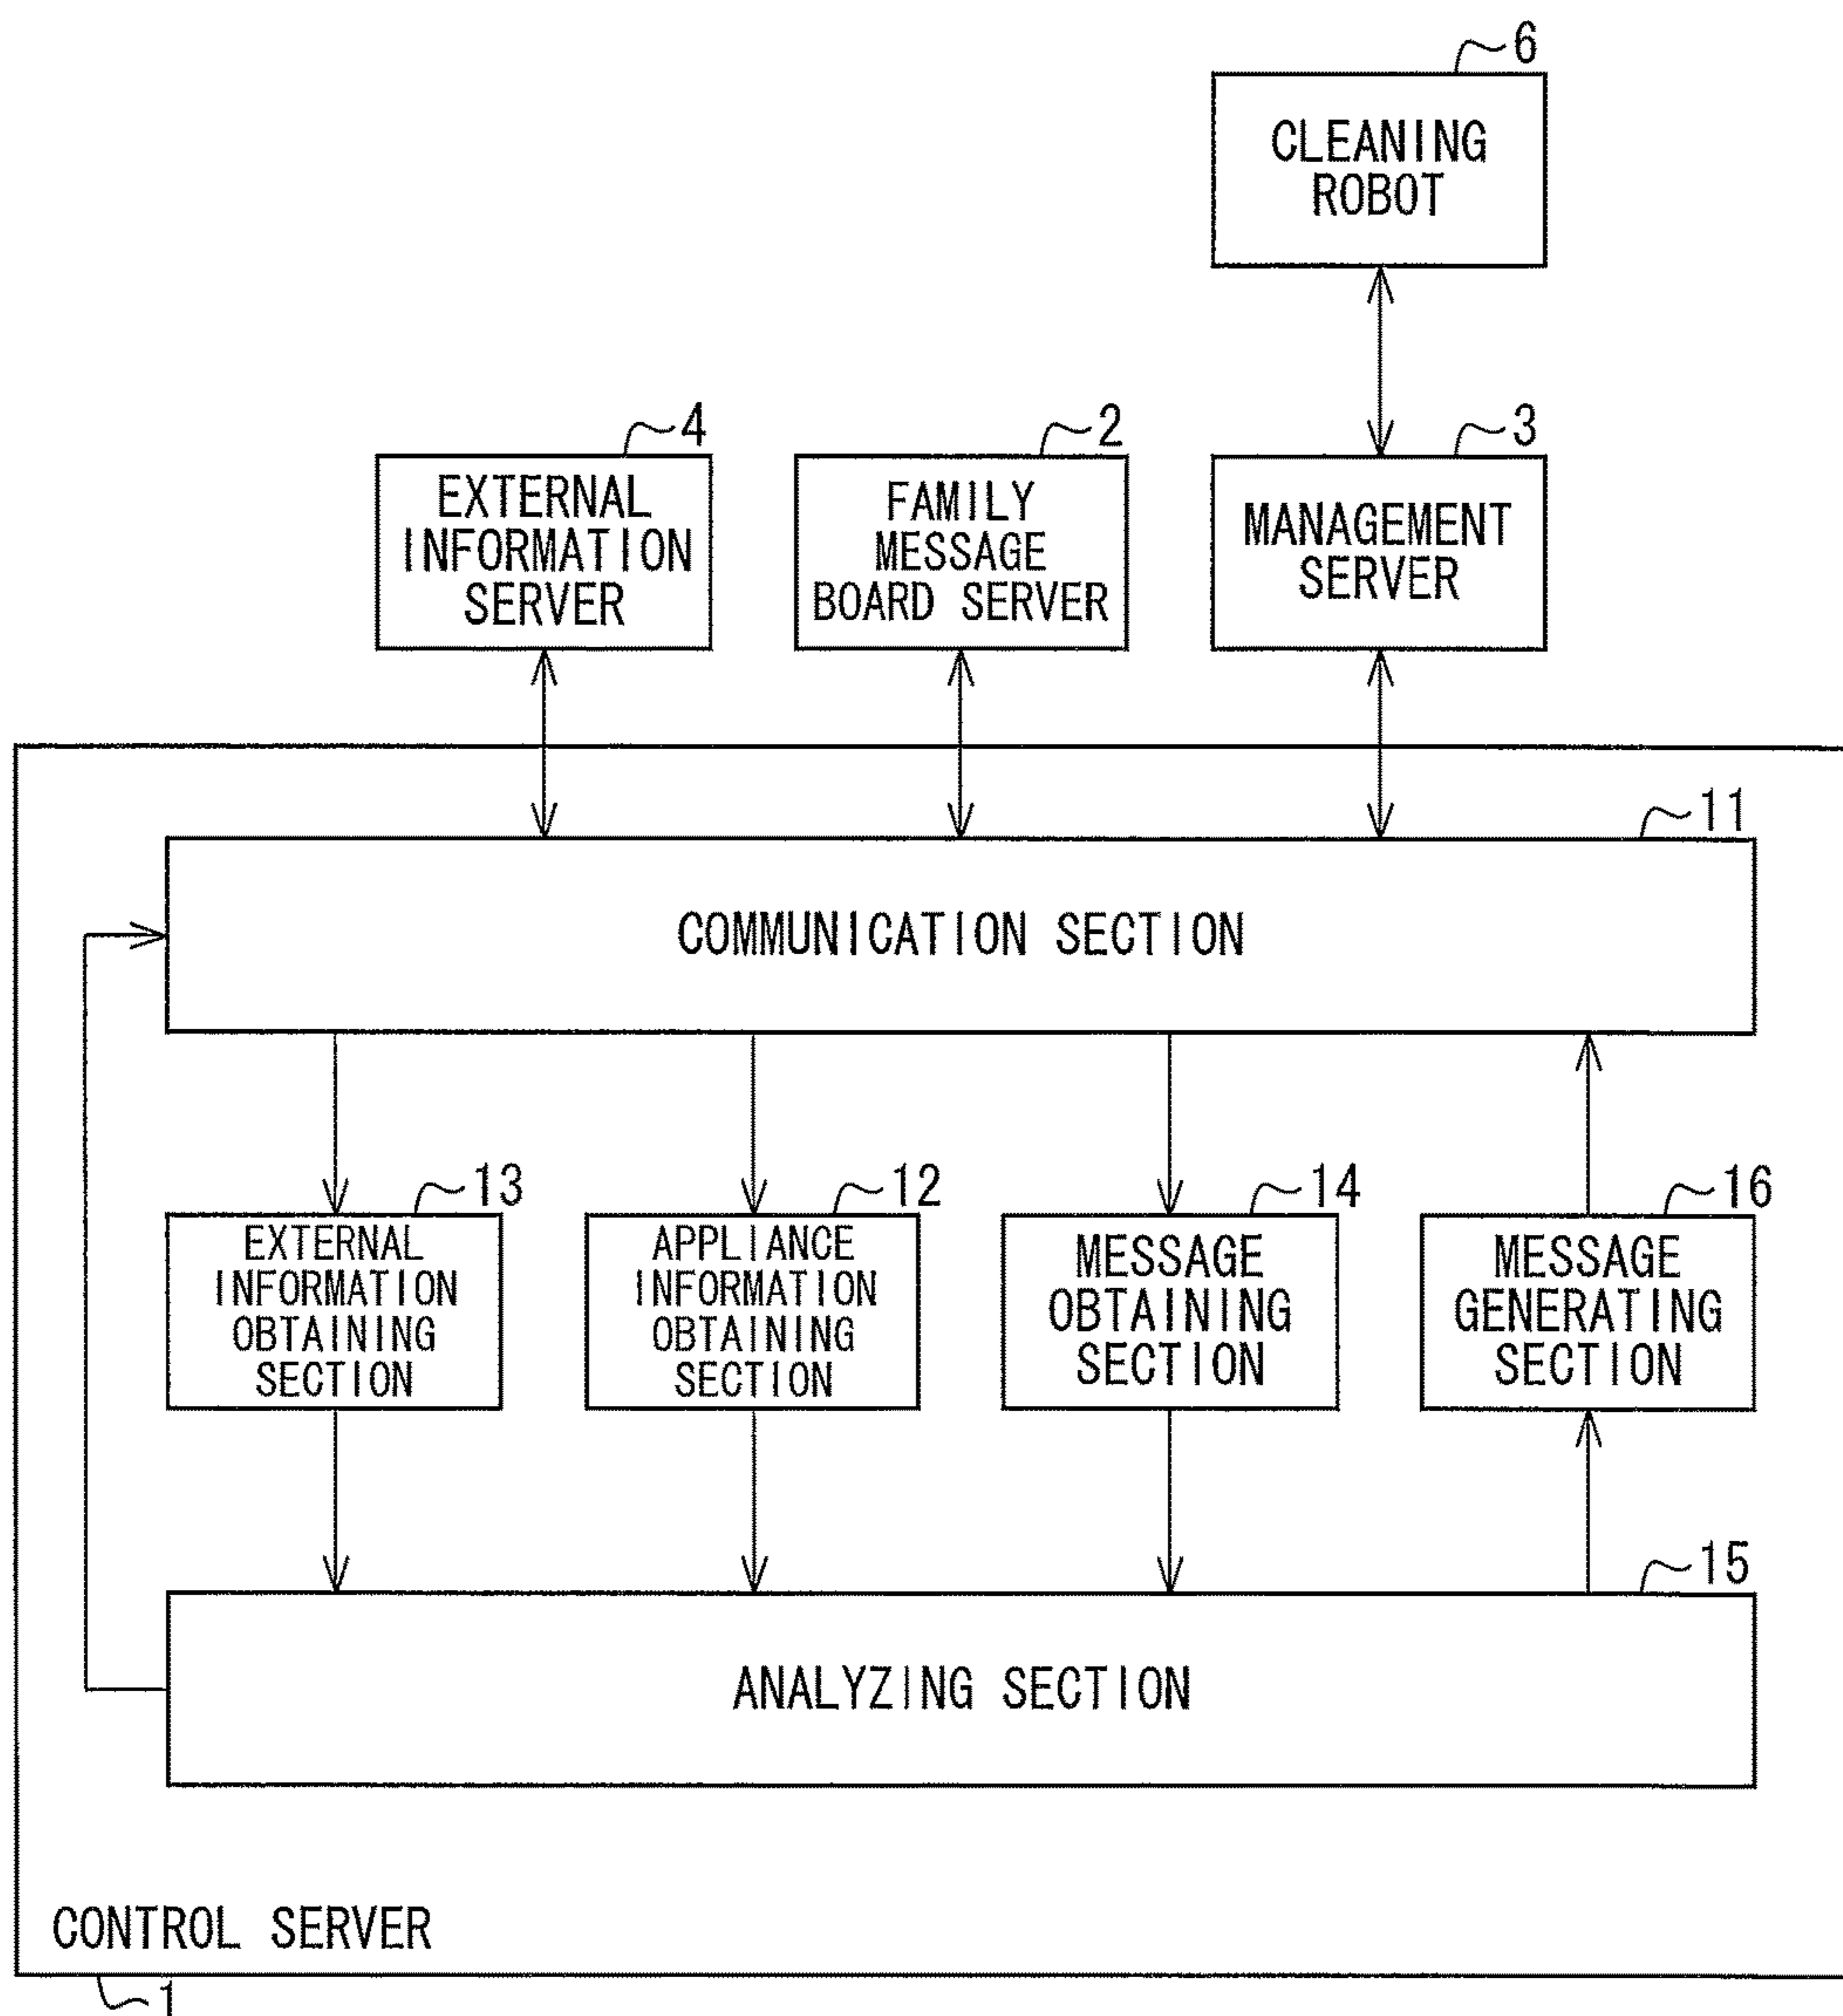 6
CLEANING
ROBOT
4
EXTERNAL
INFORMATION
SERVER
2
FAMILY
MESSAGE
BOARD SERVER
3
MANAGEMENT
SERVER
11
COMMUNICATION SECTION
13
EXTERNAL
INFORMATION
OBTAINING
SECTION
12
APPLIANCE
INFORMATION
OBTAINING
SECTION
14
MESSAGE
OBTAINING
SECTION
16
MESSAGE
GENERATING
SECTION
15
ANALYZING SECTION
CONTROL SERVER
1